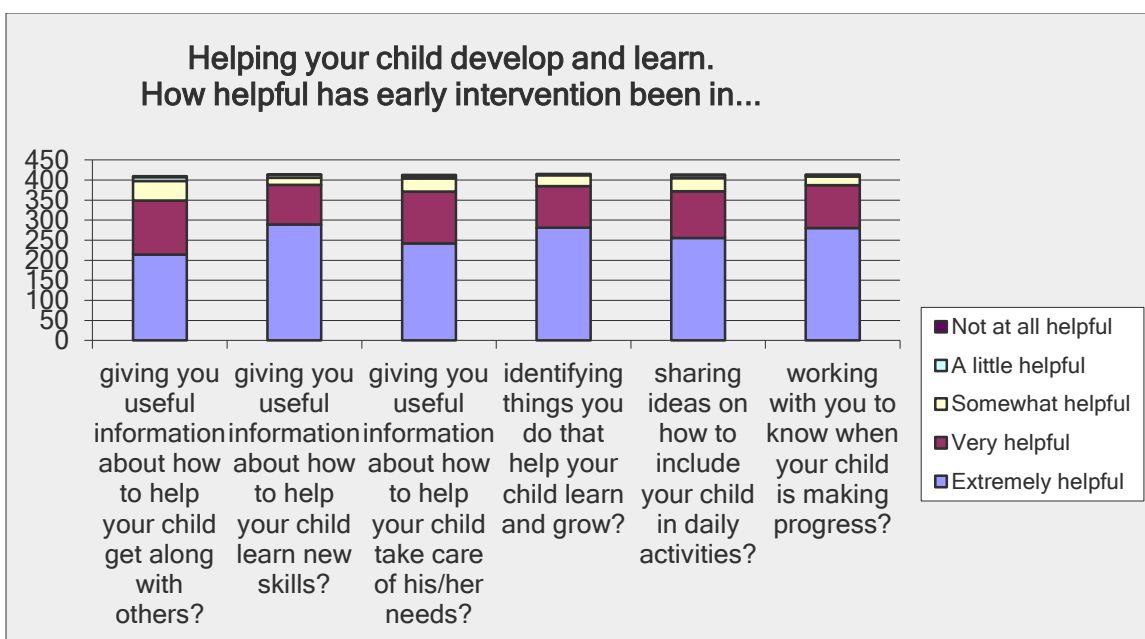 Helping your child develop and learn.
How helpful has early intervention been in...
450
400
350
300
250
200
150
100
50
0
giving you
useful
information
about how
to help
your child
get along
with
others?
giving you
useful
information
about how
to help
your child
learn new
skills?
giving you
useful
information
about how
to help
your child
take care
of his/her
needs?
identifying
things you
do that
help your
child learn
and grow?
sharing
ideas on
how to
include
your child
in daily
activities?
working
with you to
know when
your child
is making
progress?
Not at all helpful
A little helpful
Somewhat helpful
Very helpful
Extremely helpful